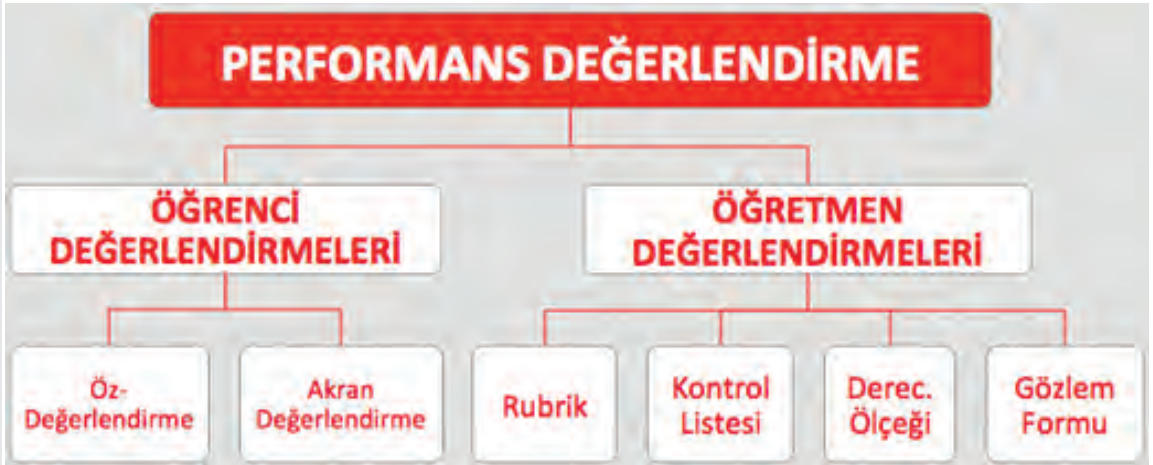 PERFORMANS DEĞERLENDİRME
ÖĞRENCİ
DEĞERLENDİRMELERİ
ÖĞRETMEN
DEĞERLENDİRMELERİ
Öz-
Değerlendirme
Akran
Değerlendirme
Rubrik
Kontrol
Listesi
Derec.
Ölçeği
Gözlem
Formu